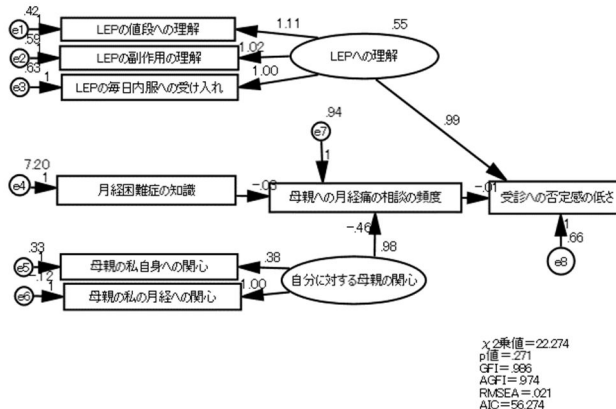 .42
e1
1
LEPの値段への理解
1.11
.55
.59
e2
1
LEPの副作用の理解
1.02
LEPへの理解
.63
e3
1
LEPの毎日内服への受け入れ
1.00
.99
.94
e7
1
7.20
e4
1
月経困難症の知識
-.03
母親への月経痛の相談の頻度
-.01
受診への否定感の低さ
-.46
1
.66
e8
.33
e5
1
母親の私自身への関心
.38
.98
自分に対する母親の関心
-.12
e6
1
母親の私の月経への関心
1.00
χ2乗値=22.274
p値=.271
GFI=.986
AGFI=.974
RMSEA=.021
AIC=56.274